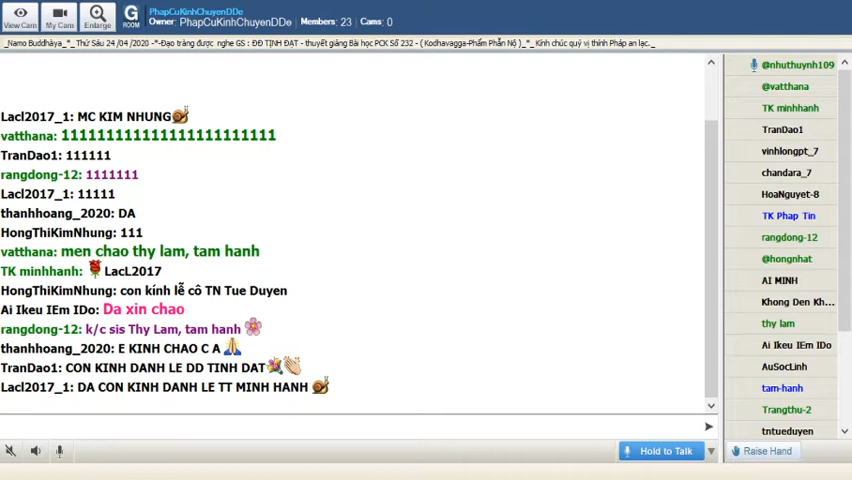 View Cam
My Cam
Enlarge
G
ROOM
PhapCuKinhChuyenDDe
Owner: PhapCuKinhChuyenDDe Members: 23 Cams: 0
_Namo Buddhàya_*_ Thứ Sáu 24 /04 /2020 -*-Đạo tràng được nghe GS : ĐĐ TỊNH ĐẠT - thuyết giảng Bài học PCK Số 232 - ( Kodhavagga-Phẩm Phẫn Nộ )_*_ Kính chúc quý vị thính Pháp an lạc._
Lacl2017_1: MC KIM NHUNG
vatthana: 1111111111111111111111111
TranDao1: 111111
rangdong-12: 1111111
Lacl2017_1: 11111
thanhhoang_2020: DA
HongThiKimNhung: 111
vatthana: men chao thy lam, tam hanh
TK minhhanh: LacL2017
HongThiKimNhung: con kính lễ cô TN Tue Duyen
Ai Ikeu IEm IDo: Da xin chao
rangdong-12: k/c sis Thy Lam, tam hanh
thanhhoang_2020: E KINH CHAO C A
TranDao1: CON KINH DANH LE DD TINH DAT
Lacl2017_1: DA CON KINH DANH LE TT MINH HANH
@nhuthuynh109
@vatthana
TK minhhanh
TranDao1
vinhlongpt_7
chandara_7
HoaNguyet-8
TK Phap Tin
rangdong-12
@hongnhat
AI MINH
Khong Den Kh...
thy lam
Ai Ikeu IEm IDo
AuSocLinh
tam-hanh
Trangthu-2
tntueduyen
Hold to Talk
Raise Hand